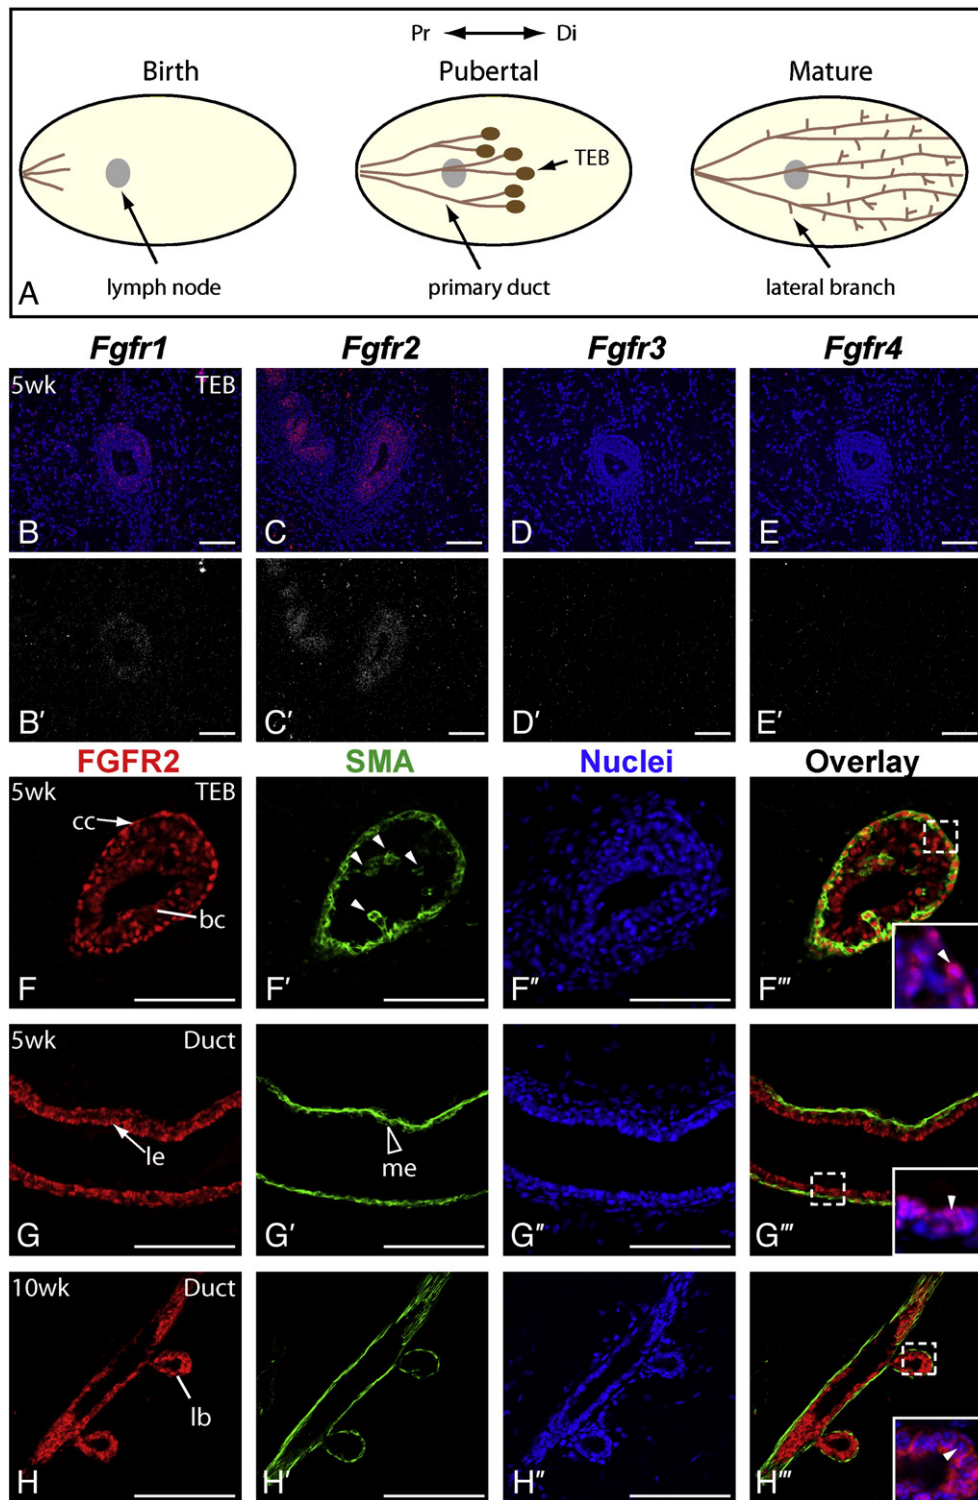 Pr Di
Birth Pubertal Mature
TEB
A lymph node primary duct lateral branch
Fgfr1 Fgfr2 Fgfr3 Fgfr4
5wk TEB
B C D E
B′ C′ D′ E′
FGFR2 SMA Nuclei Overlay
5wk TEB
cc
bc
F F′ F″ F‴
5wk Duct
le me
G G′ G″ G‴
10wk Duct
lb
H H′ H″ H‴